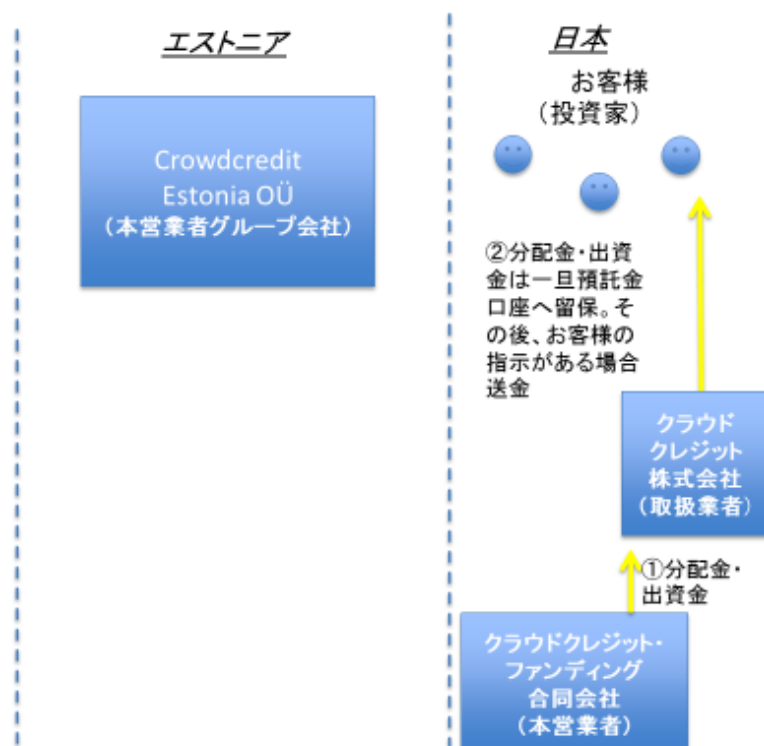 エストニア
Crowdcredit
Estonia OÜ
（本営業者グループ会社）
日本
お客様
（投資家）
②分配金・出資
金は一旦預託金
口座へ留保。そ
の後、お客様の
指示がある場合
送金
クラウド
クレジット
株式会社
（取扱業者）
①分配金・
出資金
クラウドクレジット・
ファンディング
合同会社
（本営業者）